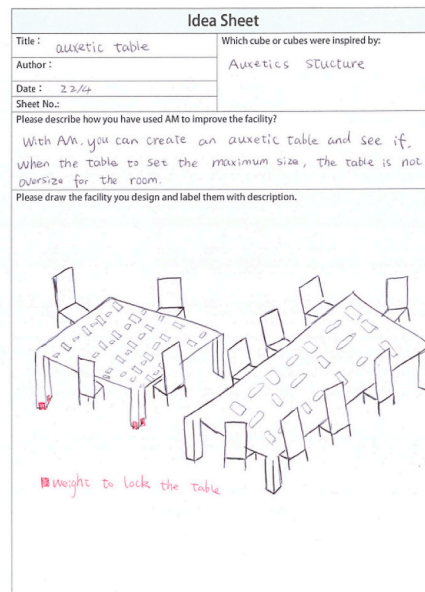 Idea Sheet
Title: auxetic table
Which cube or cubes were inspired by:
Auxetics Stucture
Author:
Date: 22/4
Sheet No.:
Please describe how you have used AM to improve the facility?
With AM. you can create an auxetic table and see if,
when the table to set the maximum size, the table is not
oversize for the room.
Please draw the facility you design and label them with description.
weight to lock the table